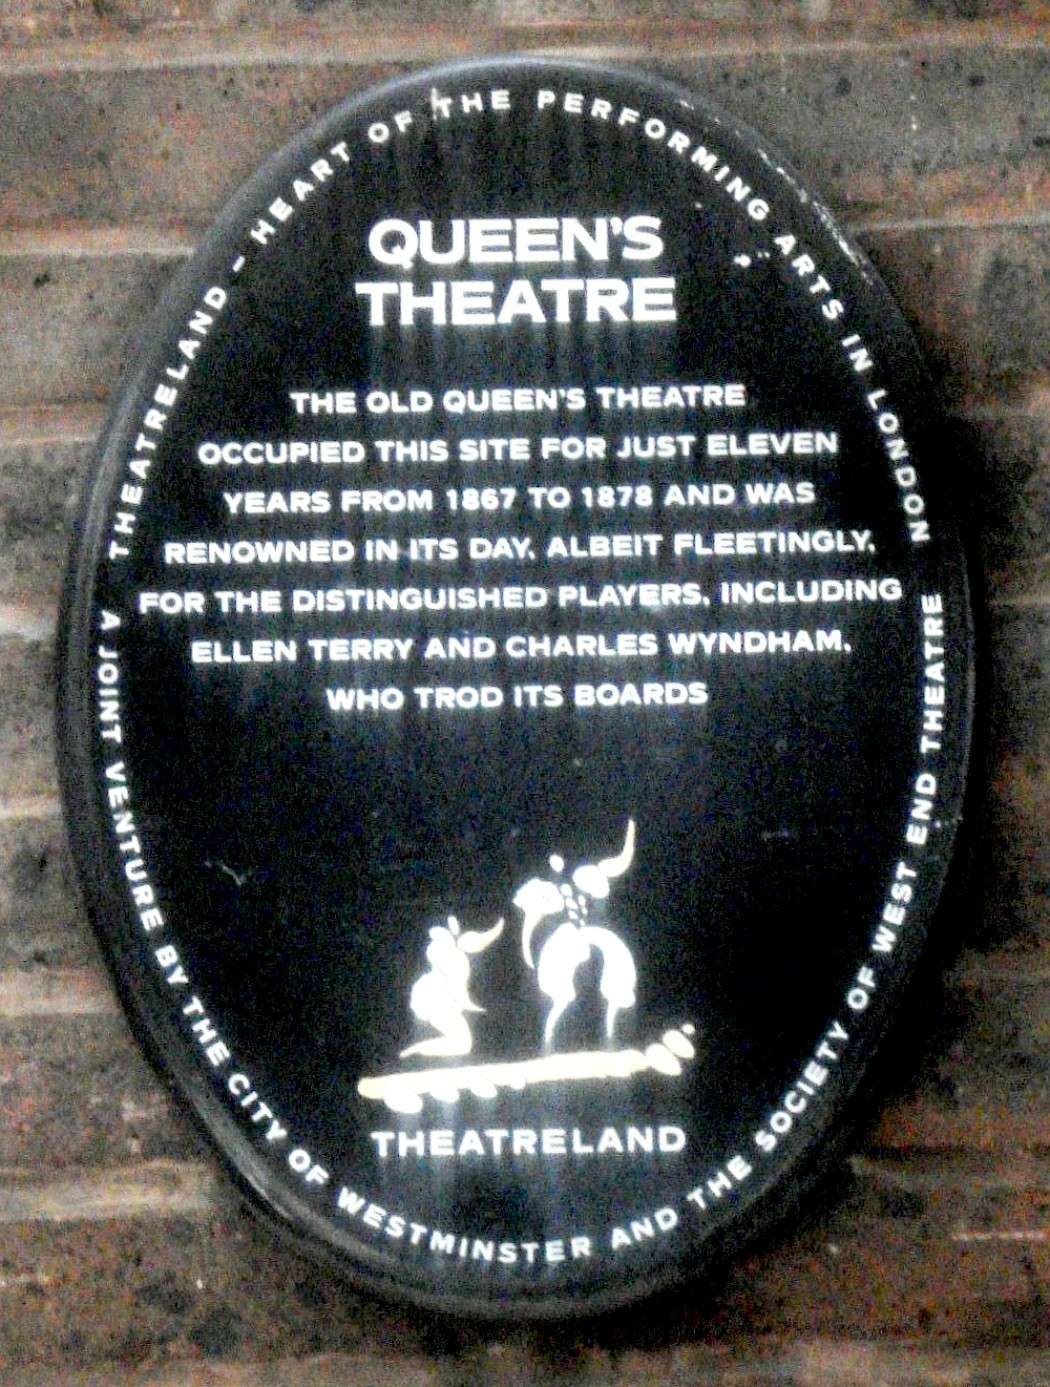 THEATRELAND - HEART OF THE PERFORMING ARTS IN LONDON
QUEEN'S
THEATRE
THE OLD QUEEN'S THEATRE
OCCUPIED THIS SITE FOR JUST ELEVEN
YEARS FROM 1867 TO 1878 AND WAS
RENOWNED IN ITS DAY, ALBEIT FLEETINGLY,
FOR THE DISTINGUISHED PLAYERS, INCLUDING
ELLEN TERRY AND CHARLES WYNDHAM,
WHO TROD ITS BOARDS
THEATRELAND
A JOINT VENTURE BY THE CITY OF WESTMINSTER AND THE SOCIETY OF WEST END THEATRE